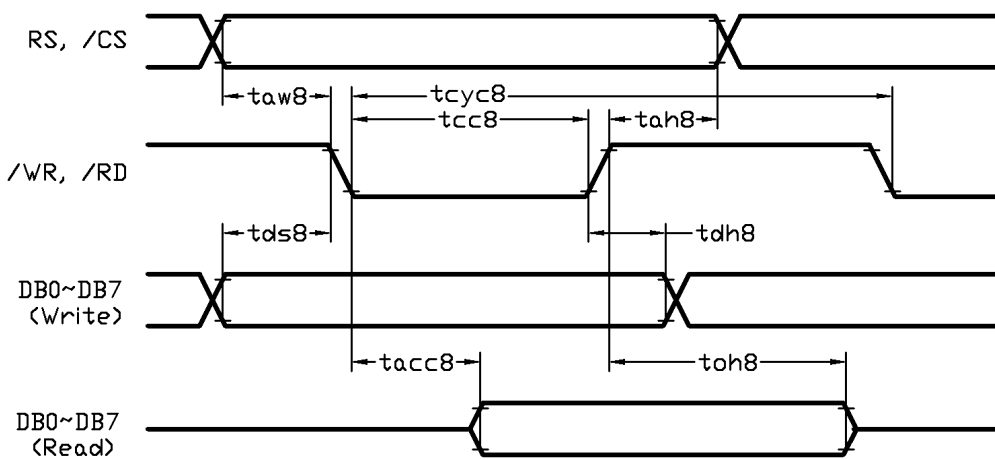 RS, /CS
taw8
tcyc8
tcc8
tah8
/WR, /RD
tds8
tdh8
DB0~DB7
(Write)
tacc8
toh8
DB0~DB7
(Read)